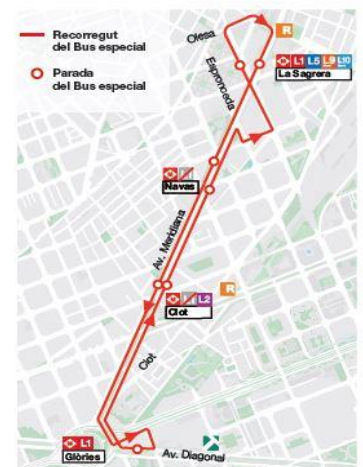 Recorregut
del Bus especial
Parada
del Bus especial
Olesa
R
Espronceda
L1 L5 L9 L10
La Sagrera
Navas
Av. Meridiana
R
L2
Clot
Clot
L1
Glòries
Av. Diagonal